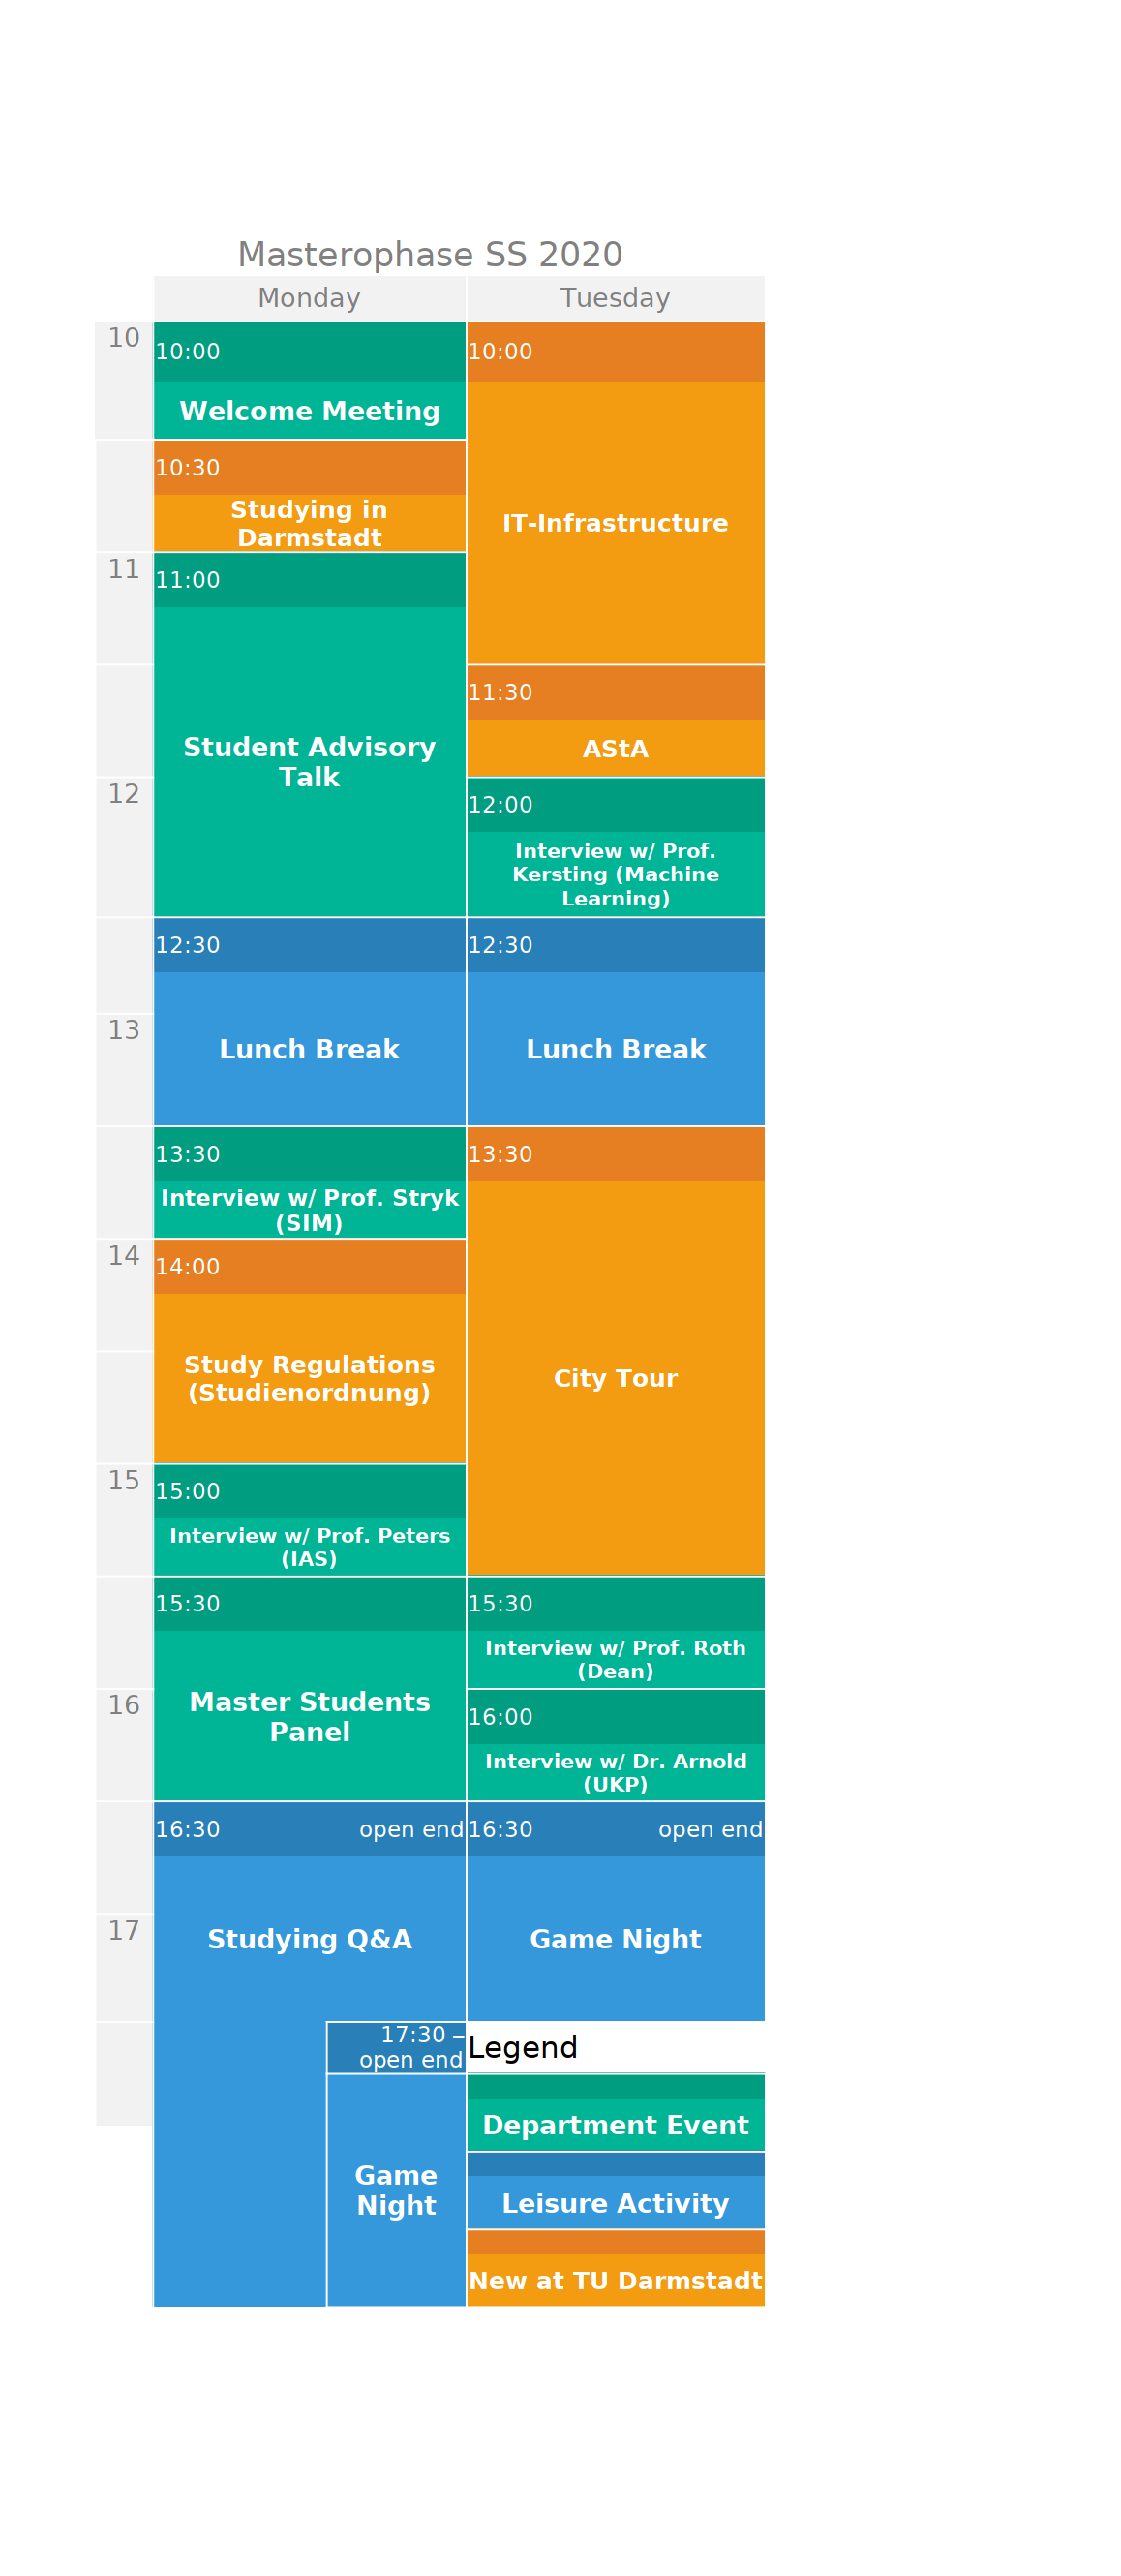 Masterophase SS 2020
Monday
Tuesday
10
10:00
10:00
Welcome Meeting
10:30
Studying in
Darmstadt
IT-Infrastructure
11
11:00
11:30
Student Advisory
Talk
AStA
12
12:00
Interview w/ Prof.
Kersting (Machine
Learning)
12:30
12:30
13
Lunch Break
Lunch Break
13:30
13:30
Interview w/ Prof. Stryk
(SIM)
14
14:00
Study Regulations
(Studienordnung)
City Tour
15
15:00
Interview w/ Prof. Peters
(IAS)
15:30
15:30
Interview w/ Prof. Roth
(Dean)
16
Master Students
Panel
16:00
Interview w/ Dr. Arnold
(UKP)
16:30 open end
16:30 open end
17
Studying Q&A
Game Night
17:30 –
open end
Game
Night
Legend
Department Event
Leisure Activity
New at TU Darmstadt